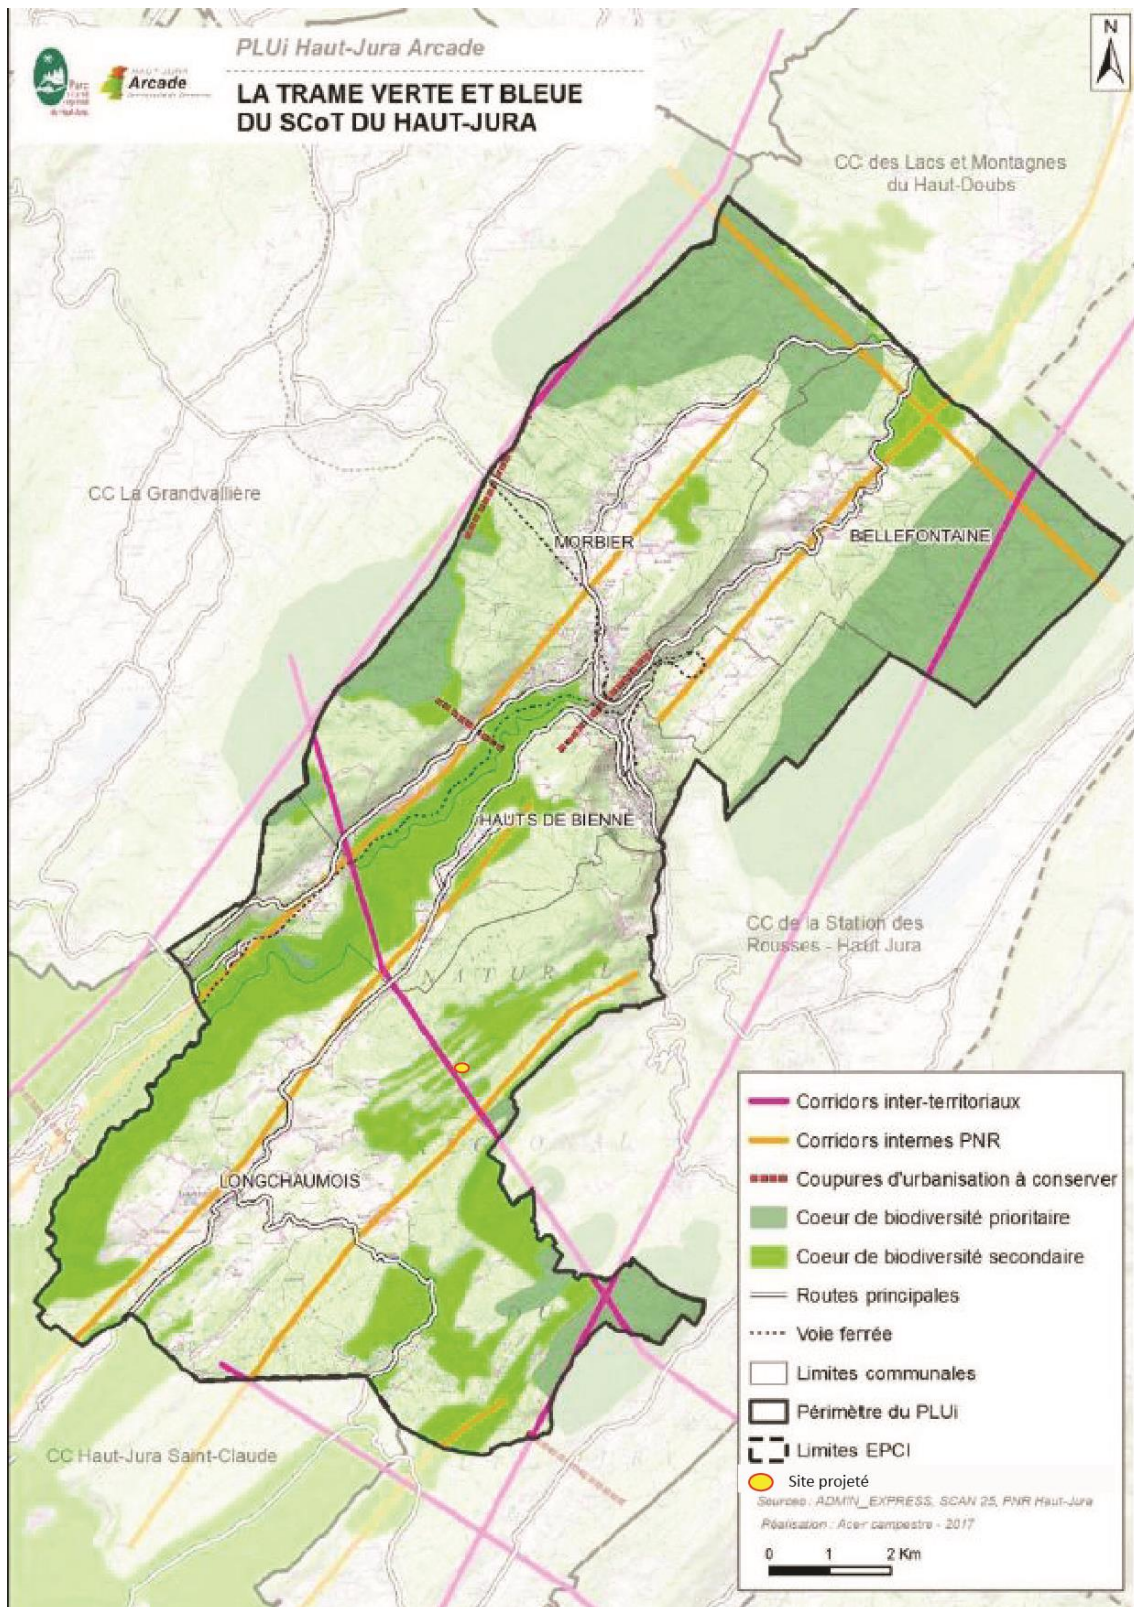 PLUi Haut-Jura Arcade
LA TRAME VERTE ET BLEUE
DU SCoT DU HAUT-JURA
Parc
HAUT-JURA
Arcade
N
CC des Lacs et Montagnes
du Haut-Doubs
CC La Grandvallière
MORBIER
BELLEFONTAINE
HAUTS DE BIENNE
CC de la Station des
Rousses - Haut Jura
NATUREL
LONGCHAUMOIS
CC Haut-Jura Saint-Claude
Corridors inter-territoriaux
Corridors internes PNR
Coupures d'urbanisation à conserver
Coeur de biodiversité prioritaire
Coeur de biodiversité secondaire
Routes principales
Voie ferrée
Limites communales
Périmètre du PLUi
Limites EPCI
Site projeté
Sources : ADMIN_EXPRESS, SCAN 25, PNR Haut-Jura
Réalisation : Acer campestre - 2017
0 1 2 Km